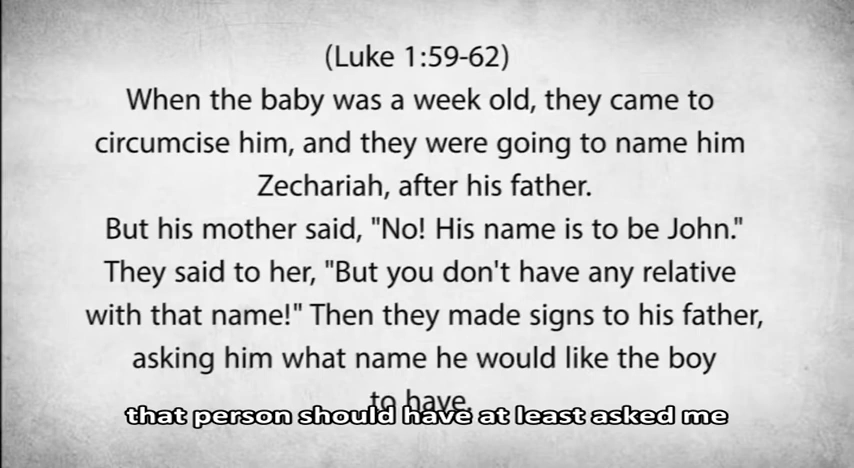 (Luke 1:59-62)
When the baby was a week old, they came to
circumcise him, and they were going to name him
Zechariah, after his father.
But his mother said, "No! His name is to be John."
They said to her, "But you don't have any relative
with that name!" Then they made signs to his father,
asking him what name he would like the boy
to have.
that person should have at least asked me